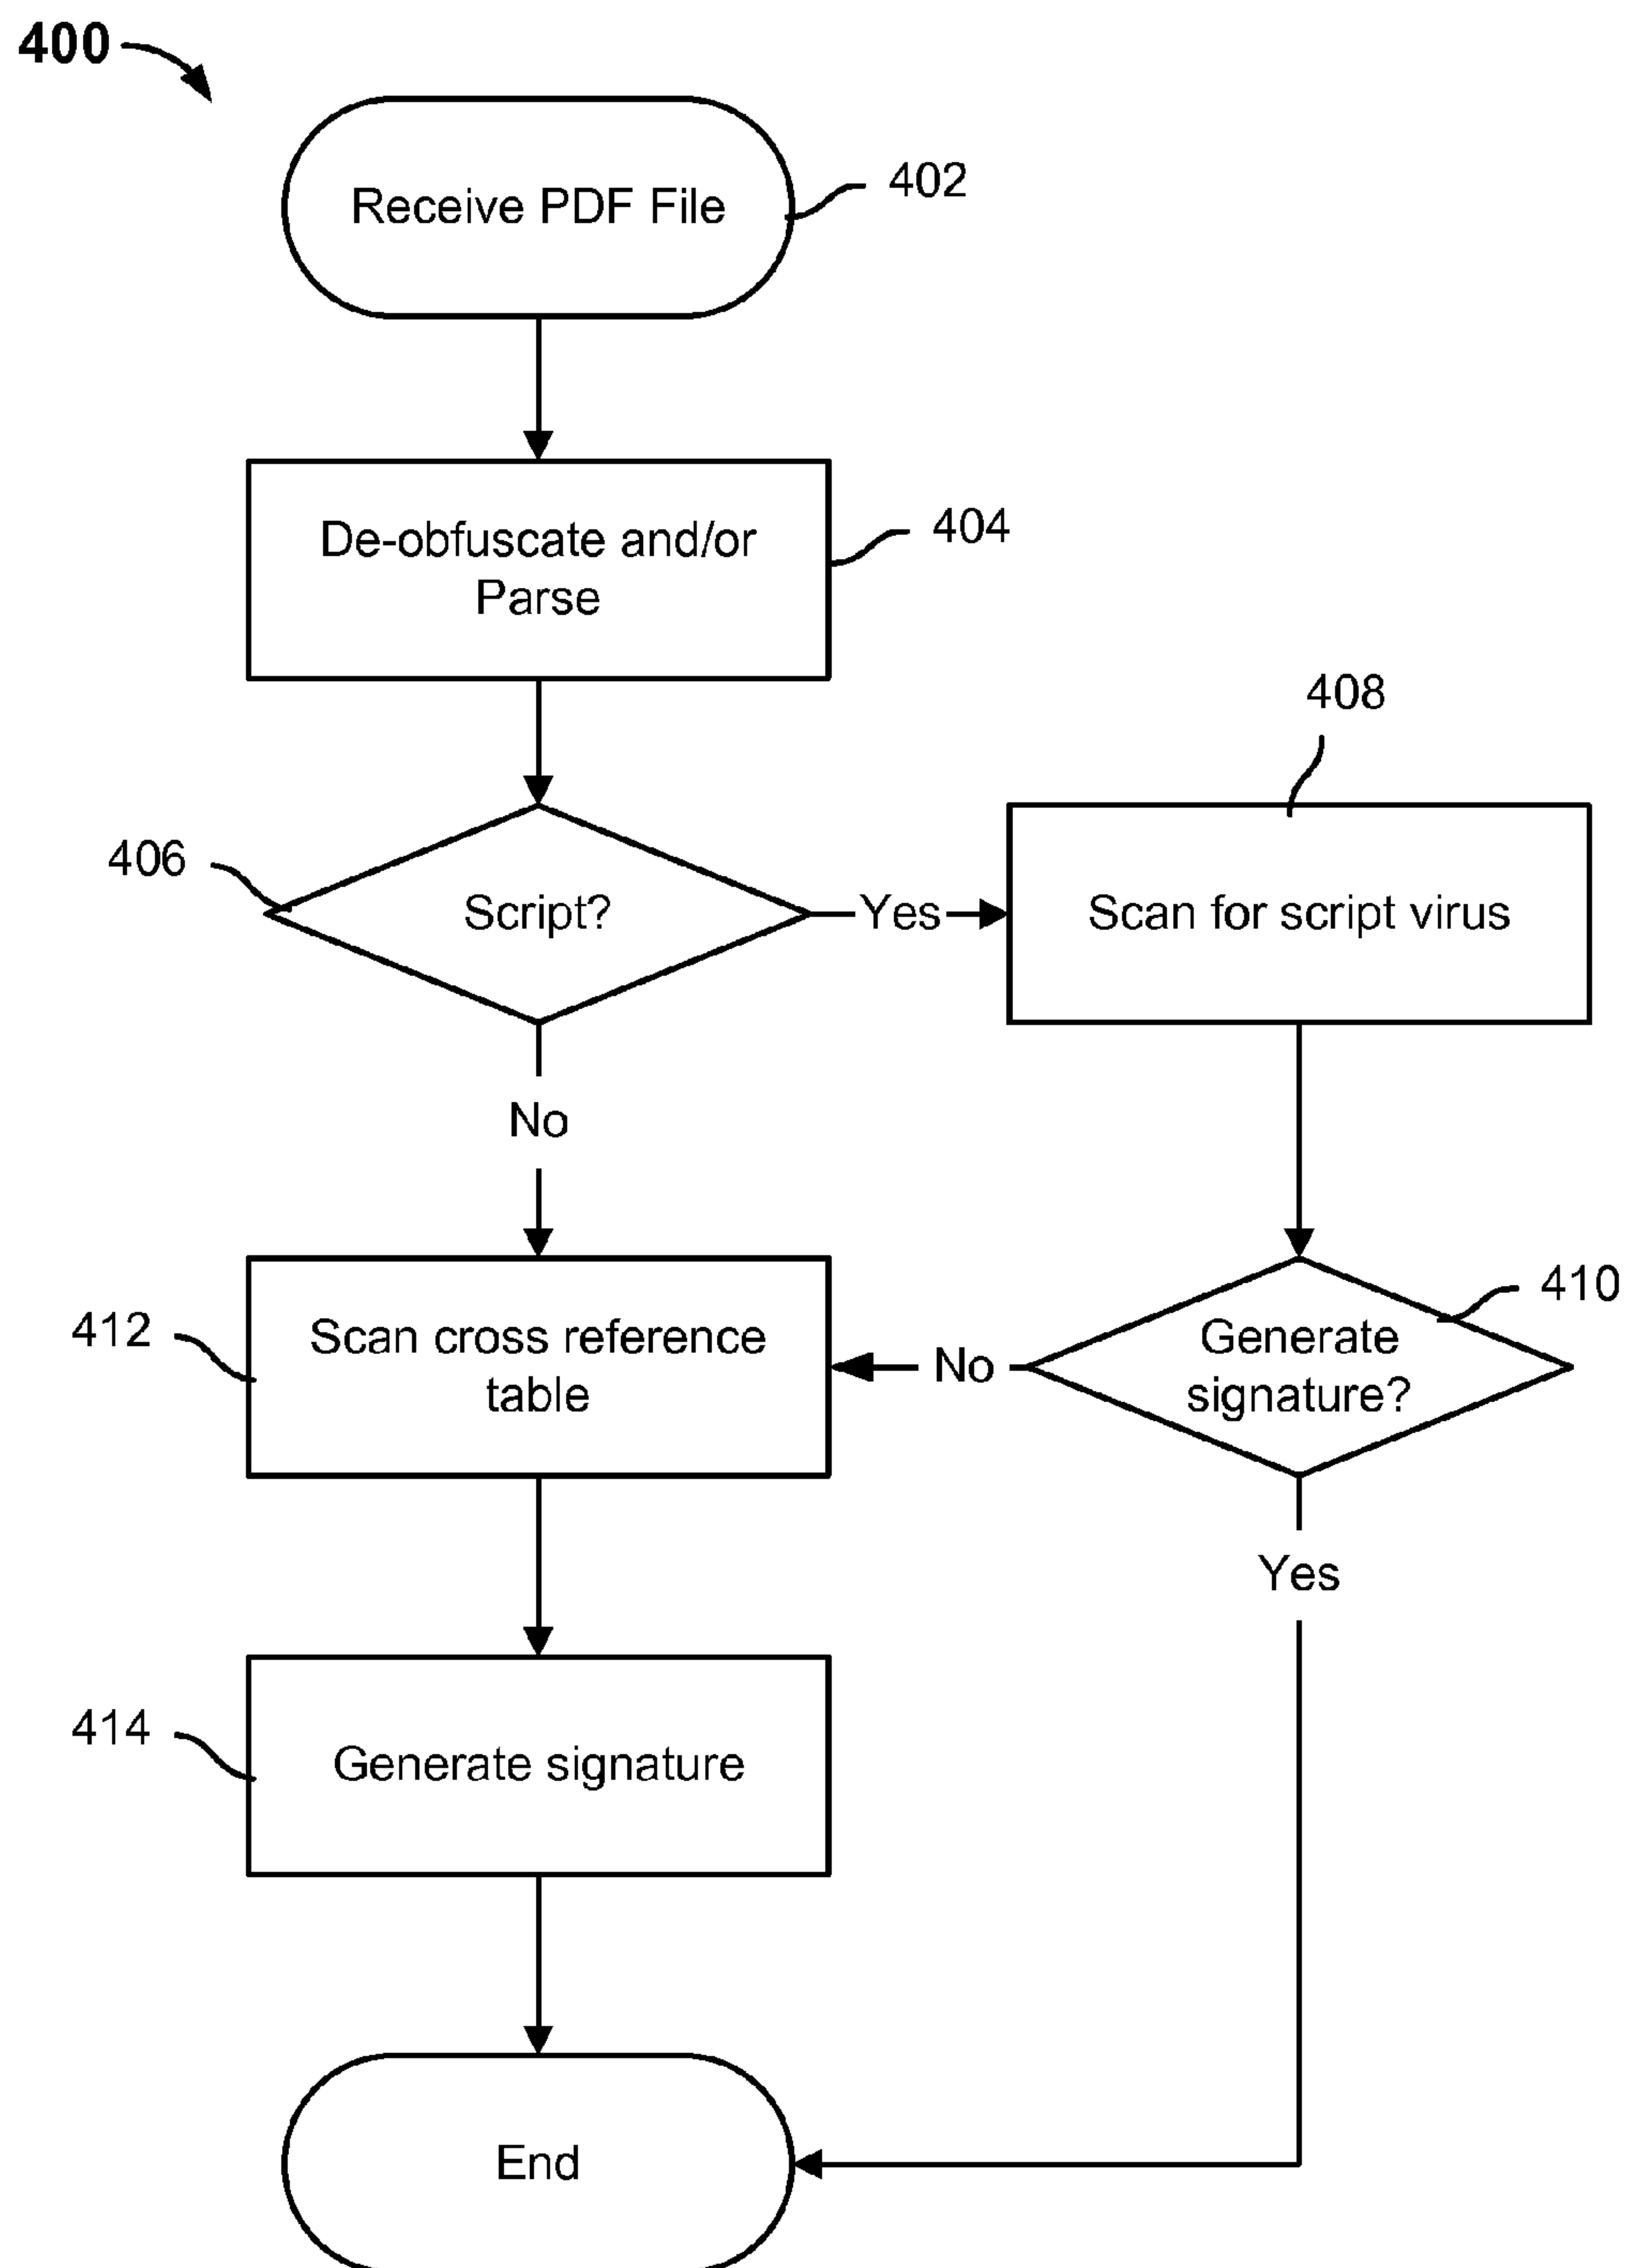 400
Receive PDF File
402
De-obfuscate and/or
Parse
404
408
406
Script?
Yes
Scan for script virus
No
412
Scan cross reference
table
No
Generate
signature?
410
Yes
414
Generate signature
End